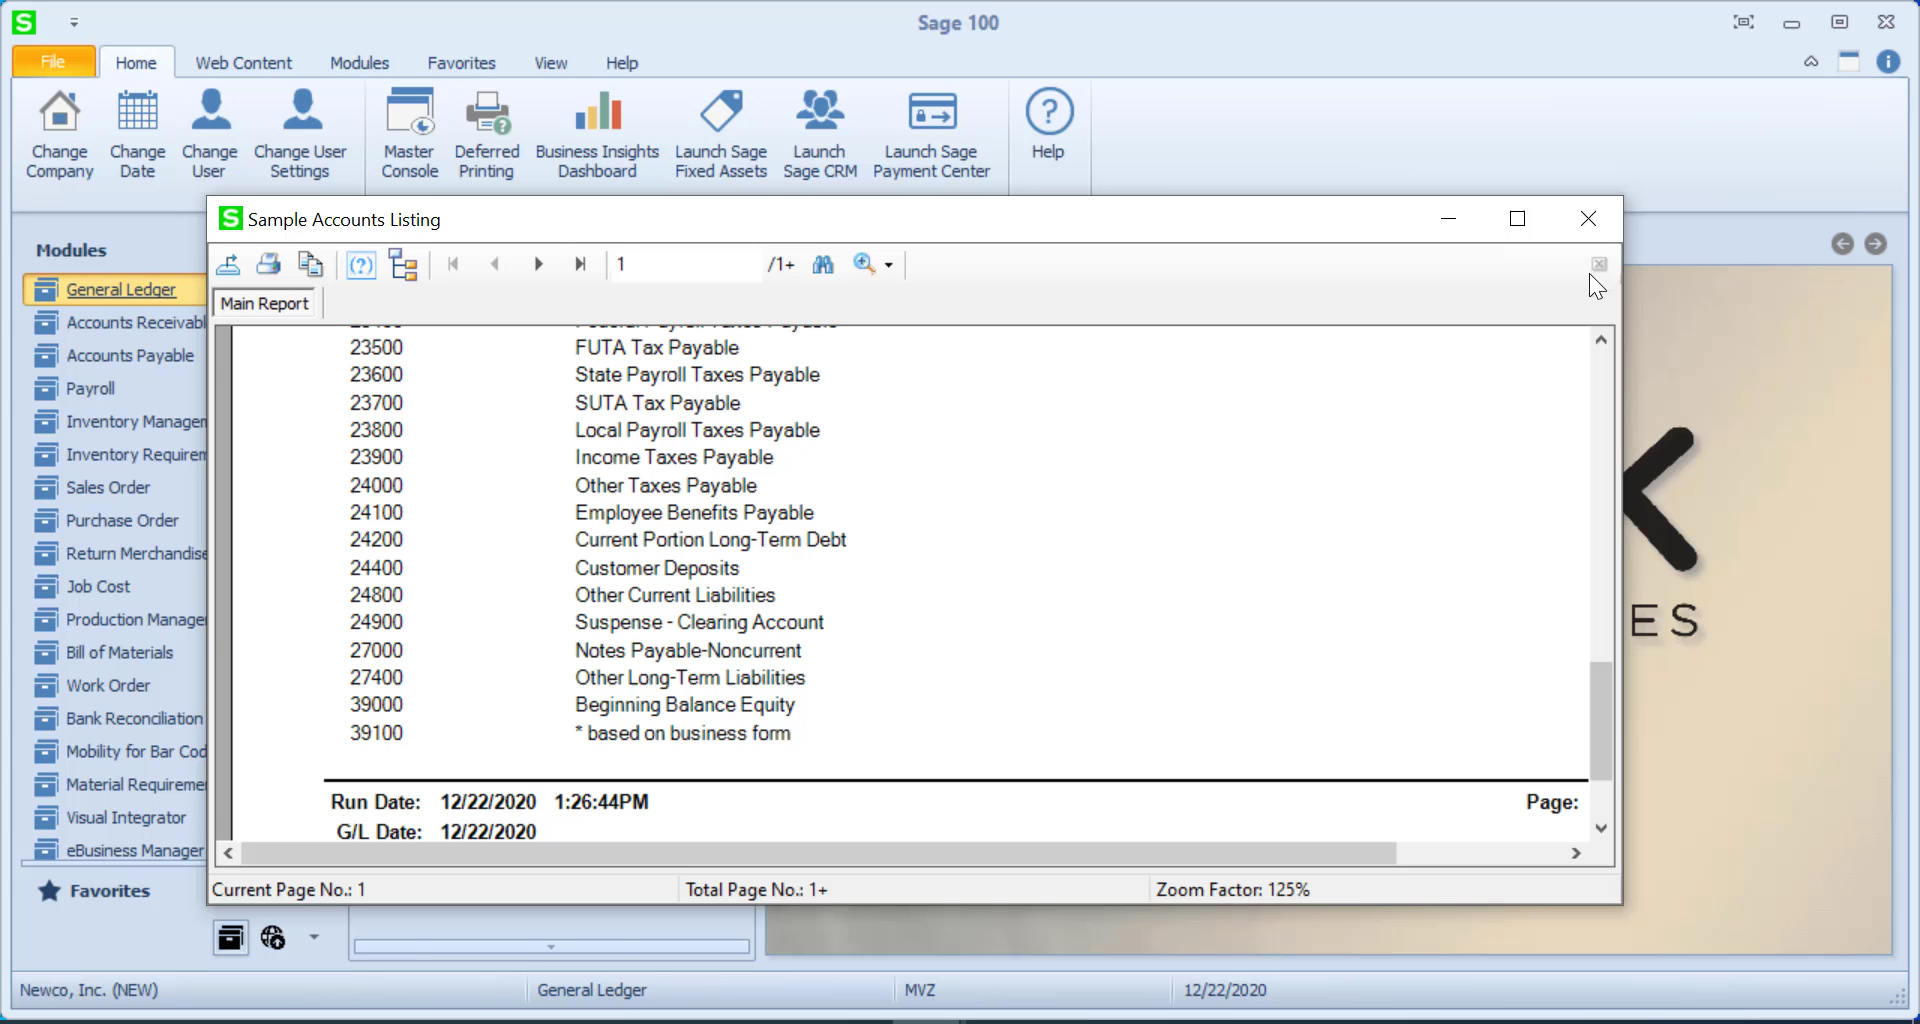 S
Sage 100
File
Home
Web Content
Modules
Favorites
View
Help
Change Company
Change Date
Change User
Change User Settings
Master Console
Deferred Printing
Business Insights Dashboard
Launch Sage Fixed Assets
Launch Sage CRM
Launch Sage Payment Center
Help
Modules
General Ledger
Accounts Receivabl
Accounts Payable
Payroll
Inventory Managen
Inventory Requiren
Sales Order
Purchase Order
Return Merchandise
Job Cost
Production Manage
Bill of Materials
Work Order
Bank Reconciliation
Mobility for Bar Cod
Material Requireme
Visual Integrator
eBusiness Manager
Favorites
S Sample Accounts Listing
1 /1+
Main Report
23500 FUTA Tax Payable
23600 State Payroll Taxes Payable
23700 SUTA Tax Payable
23800 Local Payroll Taxes Payable
23900 Income Taxes Payable
24000 Other Taxes Payable
24100 Employee Benefits Payable
24200 Current Portion Long-Term Debt
24400 Customer Deposits
24800 Other Current Liabilities
24900 Suspense - Clearing Account
27000 Notes Payable-Noncurrent
27400 Other Long-Term Liabilities
39000 Beginning Balance Equity
39100 * based on business form
Run Date: 12/22/2020 1:26:44PM Page:
G/L Date: 12/22/2020
Current Page No.: 1 Total Page No.: 1+ Zoom Factor: 125%
K
ES
Newco, Inc. (NEW) General Ledger MVZ 12/22/2020